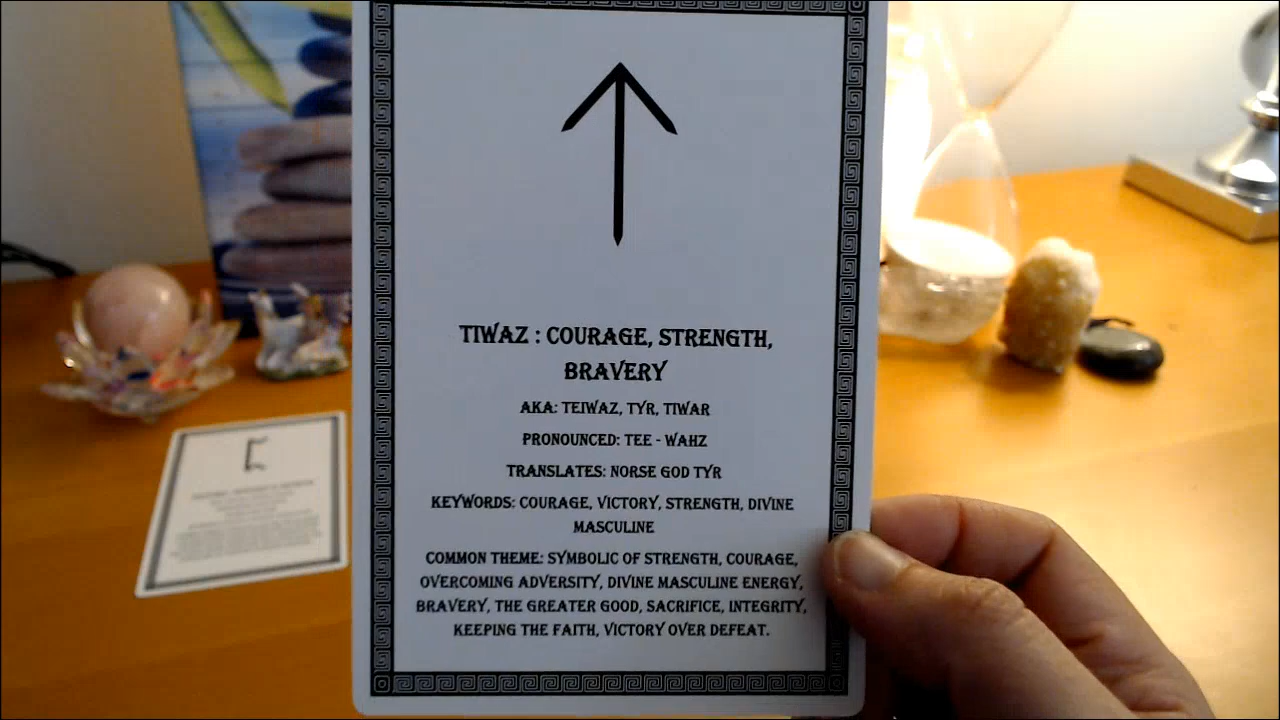 TIWAZ : COURAGE, STRENGTH,
BRAVERY
AKA: TEIWAZ, TYR, TIWAR
PRONOUNCED: TEE - WAHZ
TRANSLATES: NORSE GOD TYR
KEYWORDS: COURAGE, VICTORY, STRENGTH, DIVINE
MASCULINE
COMMON THEME: SYMBOLIC OF STRENGTH, COURAGE,
OVERCOMING ADVERSITY, DIVINE MASCULINE ENERGY,
BRAVERY, THE GREATER GOOD, SACRIFICE, INTEGRITY,
KEEPING THE FAITH, VICTORY OVER DEFEAT.